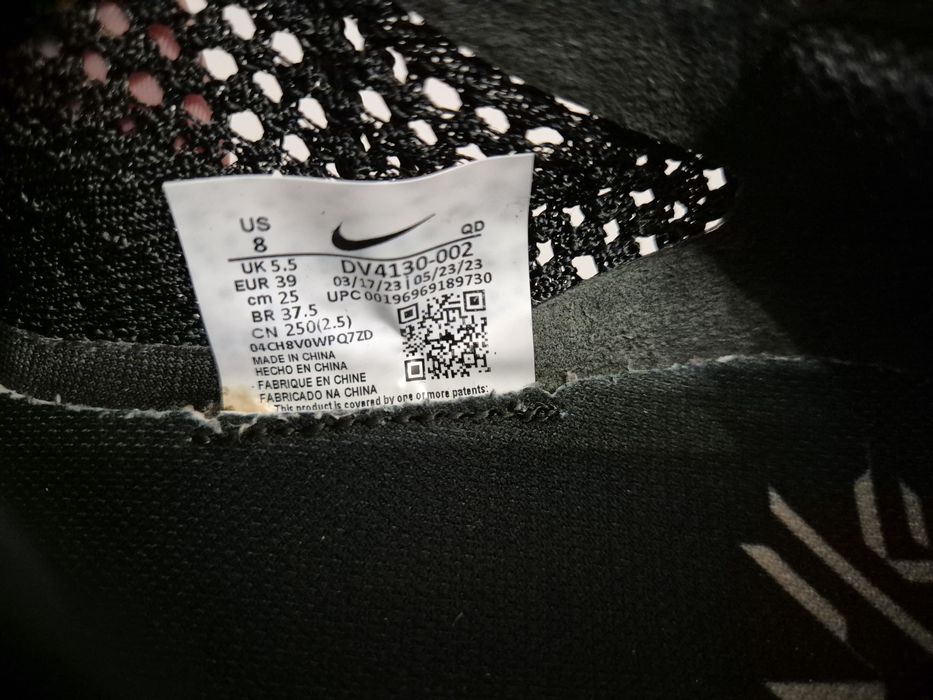 US
8
QD
UK 5.5
DV4130-002
EUR 39
03/17/23 | 05/23/23
cm 25
UPC 00196969189730
BR 37.5
CN 250(2.5)
04CH8V0WPQ7ZD
MADE IN CHINA
HECHO EN CHINA
FABRIQUE EN CHINE
FABRICADO NA CHINA
This product is covered by one or more patents: